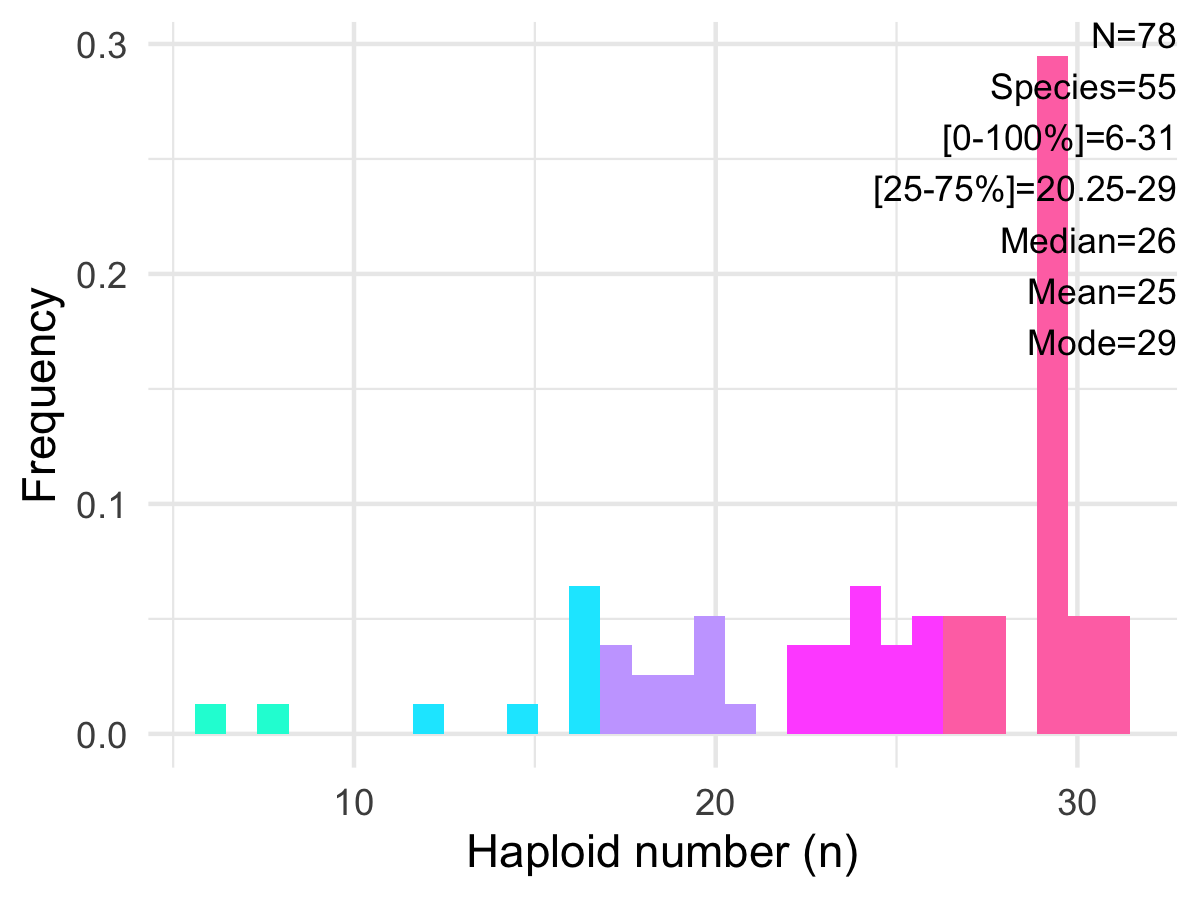 N=78
Species=55
[0-100%]=6-31
[25-75%]=20.25-29
Median=26
Mean=25
Mode=29
0.3
0.2
0.1
0.0
Frequency
10
20
30
Haploid number (n)